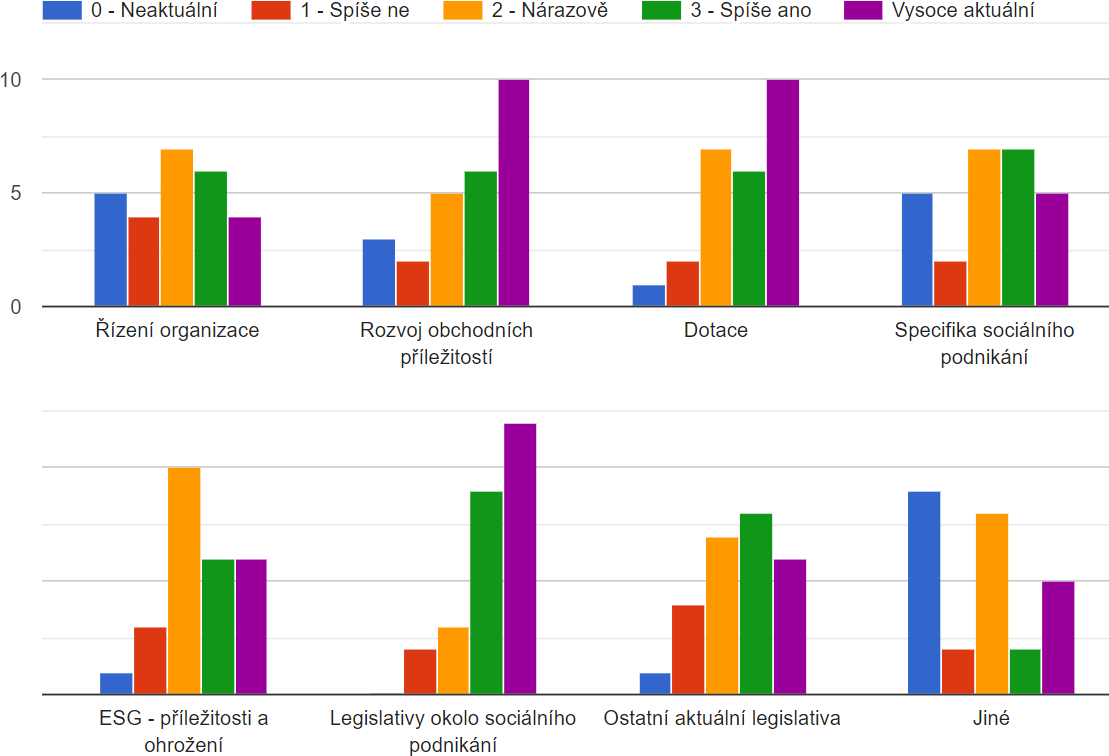 0 - Neaktuální 1 - Spíše ne 2 - Nárazově 3 - Spíše ano Vysoce aktuální
10
5
0
Řízení organizace Rozvoj obchodních Dotace Specifika sociálního
příležitostí podnikání
ESG - příležitosti a Legislativy okolo sociálního Ostatní aktuální legislativa Jiné
ohrožení podnikání